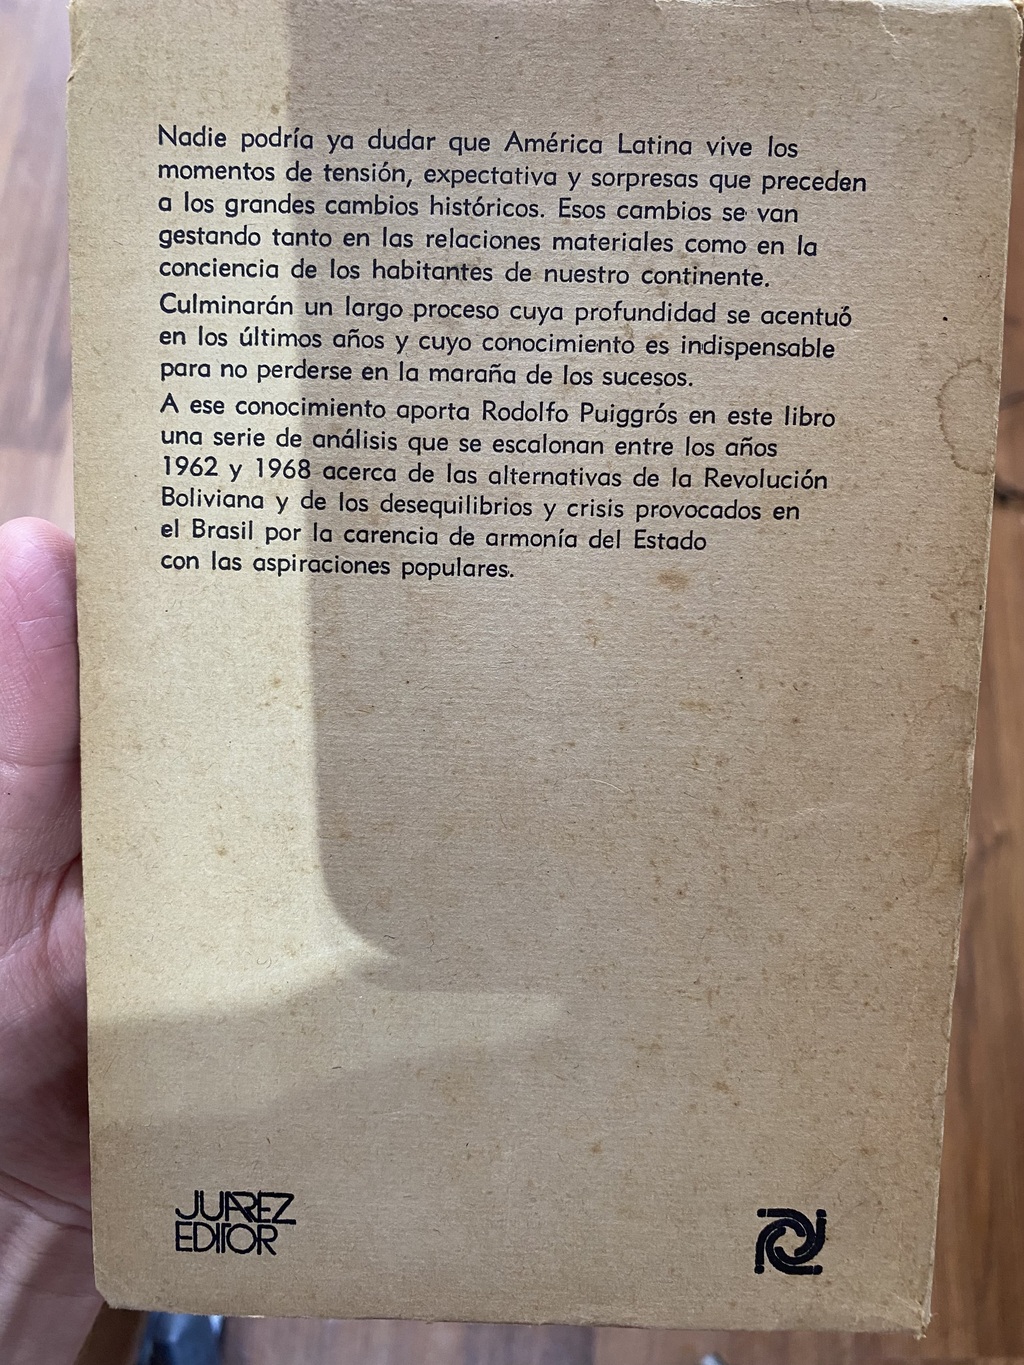 Nadie podría ya dudar que América Latina vive los
momentos de tensión, expectativa y sorpresas que preceden
a los grandes cambios históricos. Esos cambios se van
gestando tanto en las relaciones materiales como en la
conciencia de los habitantes de nuestro continente.
Culminarán un largo proceso cuya profundidad se acentuó
en los últimos años y cuyo conocimiento es indispensable
para no perderse en la maraña de los sucesos.
A ese conocimiento aporta Rodolfo Puiggrós en este libro
una serie de análisis que se escalonan entre los años
1962 y 1968 acerca de las alternativas de la Revolución
Boliviana y de los desequilibrios y crisis provocados en
el Brasil por la carencia de armonía del Estado
con las aspiraciones populares.
JUAREZ
EDITOR